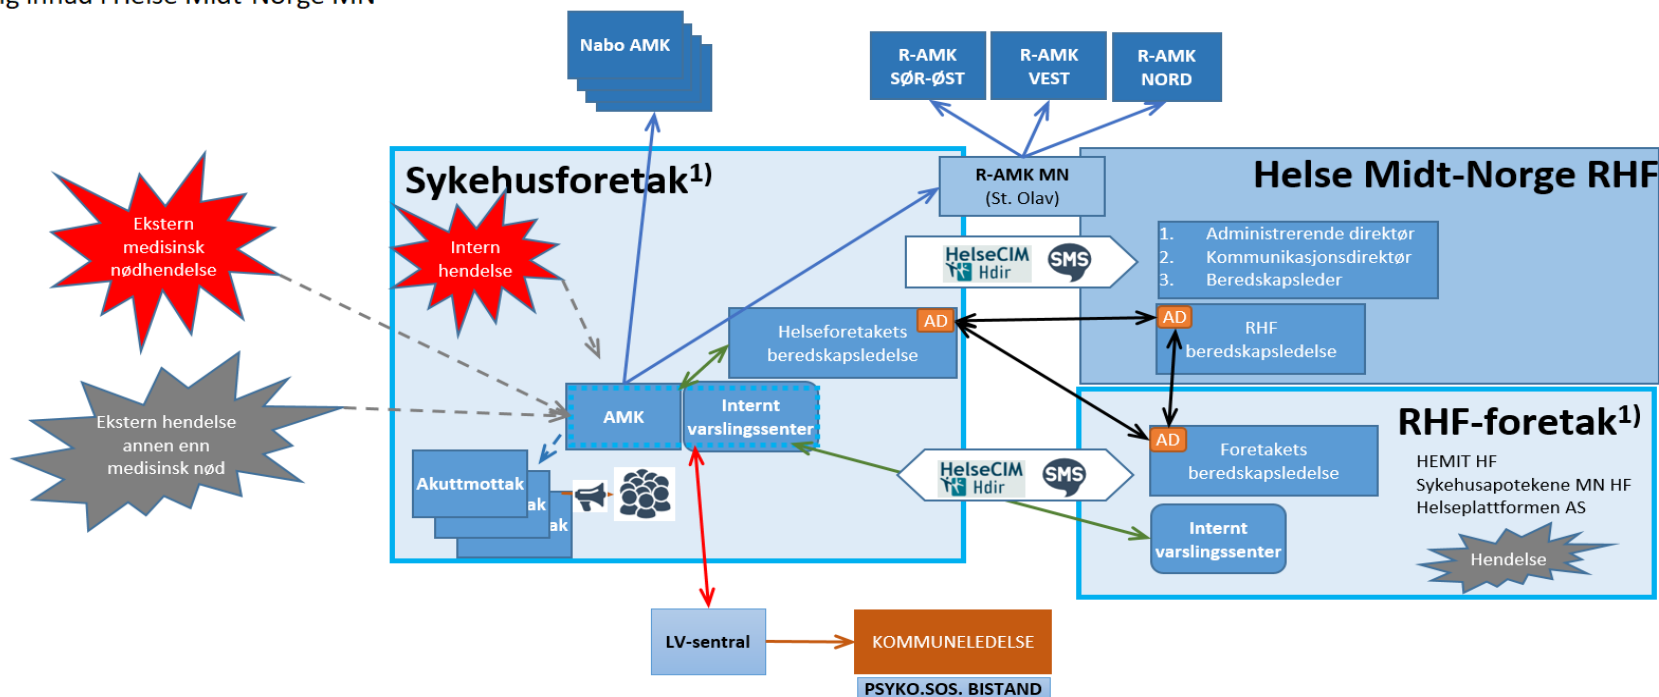 Nabo AMK
R-AMK
SØR-ØST
R-AMK
VEST
R-AMK
NORD
Sykehusforetak1)
R-AMK MN
(St. Olav)
Helse Midt-Norge RHF
Ekstern
medisinsk
nødhendelse
Intern
hendelse
HelseCIM
Hdir
SMS
1. Administrerende direktør
2. Kommunikasjonsdirektør
3. Beredskapsleder
Helseforetakets
beredskapsledelse
AD
AD
RHF
beredskapsledelse
Ekstern hendelse
annen enn
medisinsk nød
AMK
Internt
varslingssenter
RHF-foretak1)
AD
Foretakets
beredskapsledelse
HEMIT HF
Sykehusapotekene MN HF
Helseplattformen AS
Akuttmottak
ak
ak
HelseCIM
Hdir
SMS
Internt
varslingssenter
Hendelse
LV-sentral
KOMMUNELEDELSE
PSYKO.SOS. BISTAND